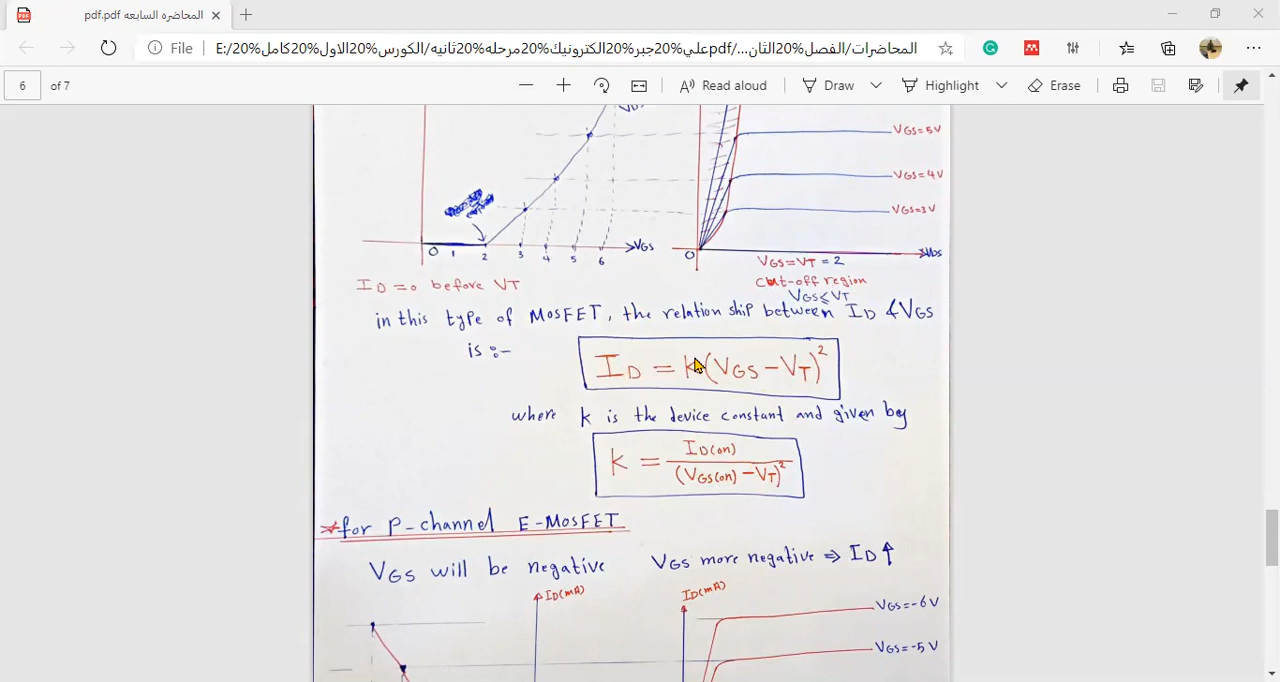 المحاضره السابعه pdf.pdf
File
E:/المحاضرات/الفصل%20الثان...pdf/علي%20جبر%20الكترونيك%20مرحله%20ثانيه/الكورس%20الاول%20كامل%20
6 of 7
Read aloud
Draw
Highlight
Erase
VGS=5V
VGS=4V
VGS=3V
0 1 2 3 4 5 6 VGS
0 VDS
VGS=VT=2
cut-off region
VGS≤VT
ID=0 before VT
in this type of MOSFET, the relationship between ID & VGS
is :-
ID = K(VGS-VT)²
where k is the device constant and given by
K = ID(on) / (VGS(on) - VT)²
*for P-channel E-MOSFET
VGS will be negative VGS more negative ⇒ ID↑
ID(mA) ID(mA)
VGS=-6V
VGS=-5V